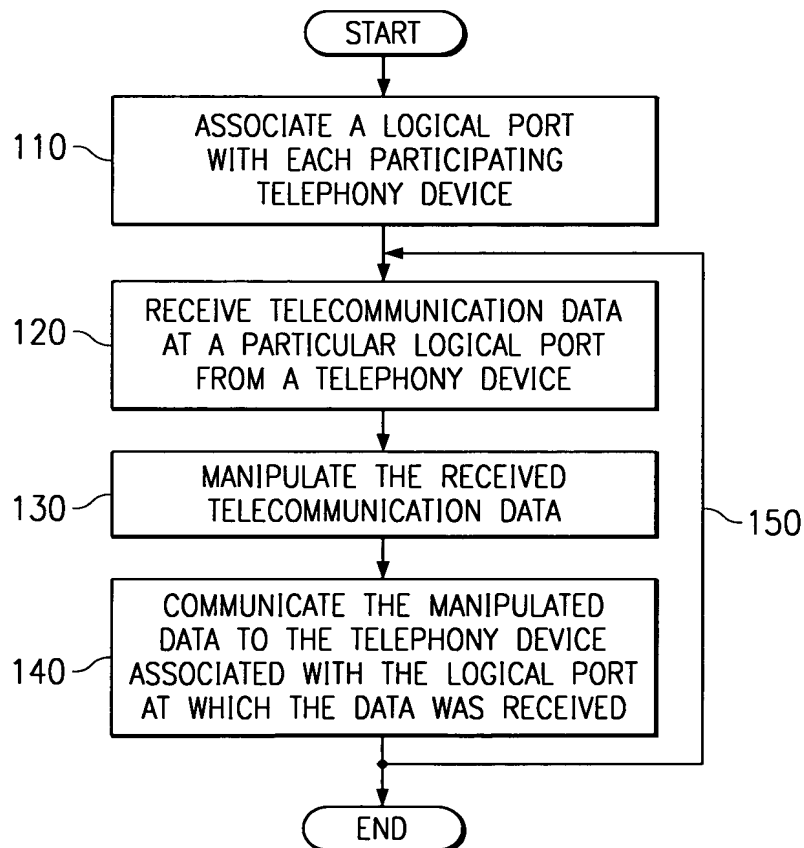 START
110
ASSOCIATE A LOGICAL PORT
WITH EACH PARTICIPATING
TELEPHONY DEVICE
120
RECEIVE TELECOMMUNICATION DATA
AT A PARTICULAR LOGICAL PORT
FROM A TELEPHONY DEVICE
130
MANIPULATE THE RECEIVED
TELECOMMUNICATION DATA
150
140
COMMUNICATE THE MANIPULATED
DATA TO THE TELEPHONY DEVICE
ASSOCIATED WITH THE LOGICAL PORT
AT WHICH THE DATA WAS RECEIVED
END